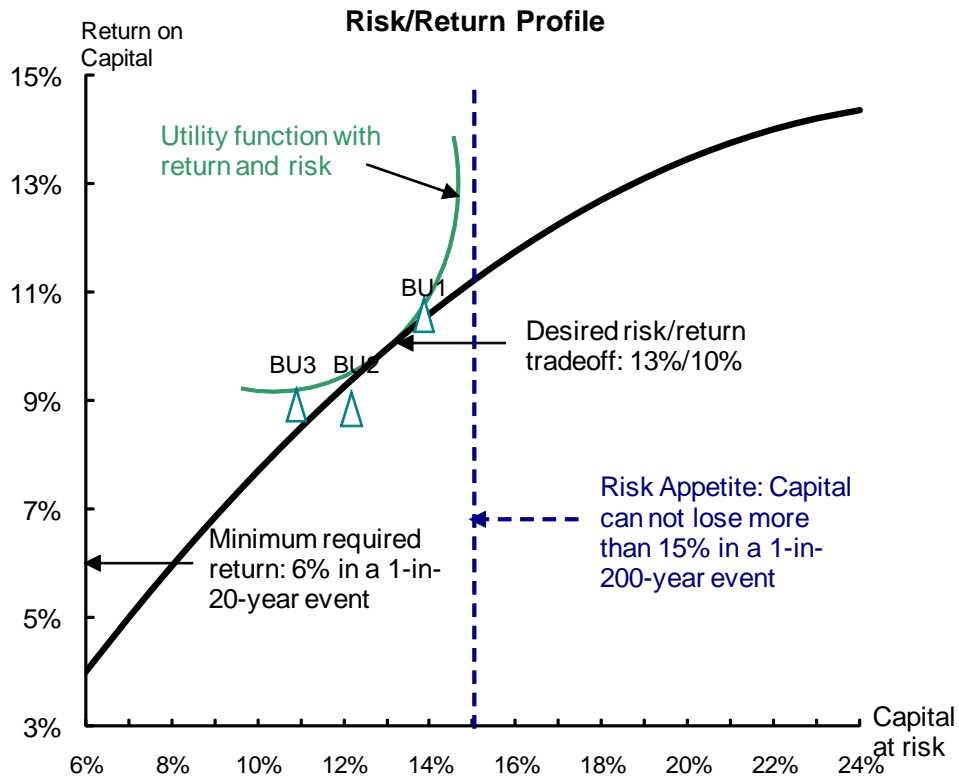 Risk/Return Profile
Return on
Capital
15%
13%
11%
9%
7%
5%
3%
Utility function with
return and risk
BU1
BU3
BU2
Desired risk/return
tradeoff: 13%/10%
Risk Appetite: Capital
can not lose more
than 15% in a 1-in-
200-year event
Minimum required
return: 6% in a 1-in-
20-year event
6%
8%
10%
12%
14%
16%
18%
20%
22%
24%
Capital
at risk